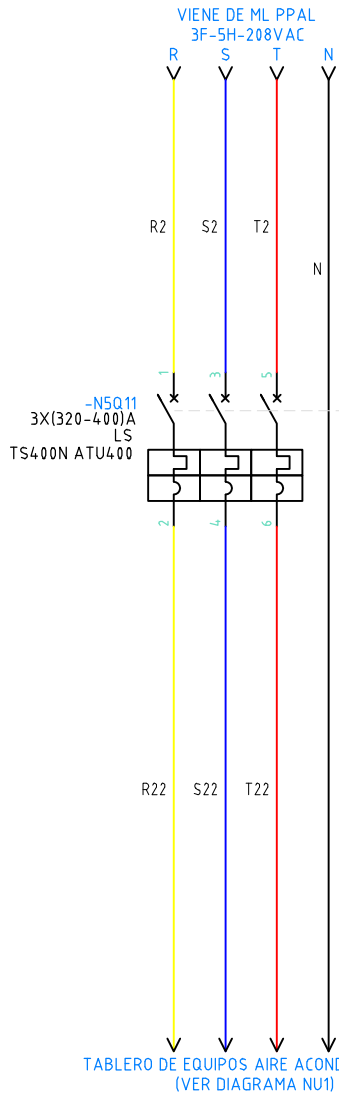 VIENE DE ML PPAL
3F-5H-208VAC
R S T N
R2 S2 T2
N
1 3 5
-N5Q11
3X(320-400)A
LS
TS400N ATU400
2 4 6
R22 S22 T22
TABLERO DE EQUIPOS AIRE ACOND
(VER DIAGRAMA NU1)